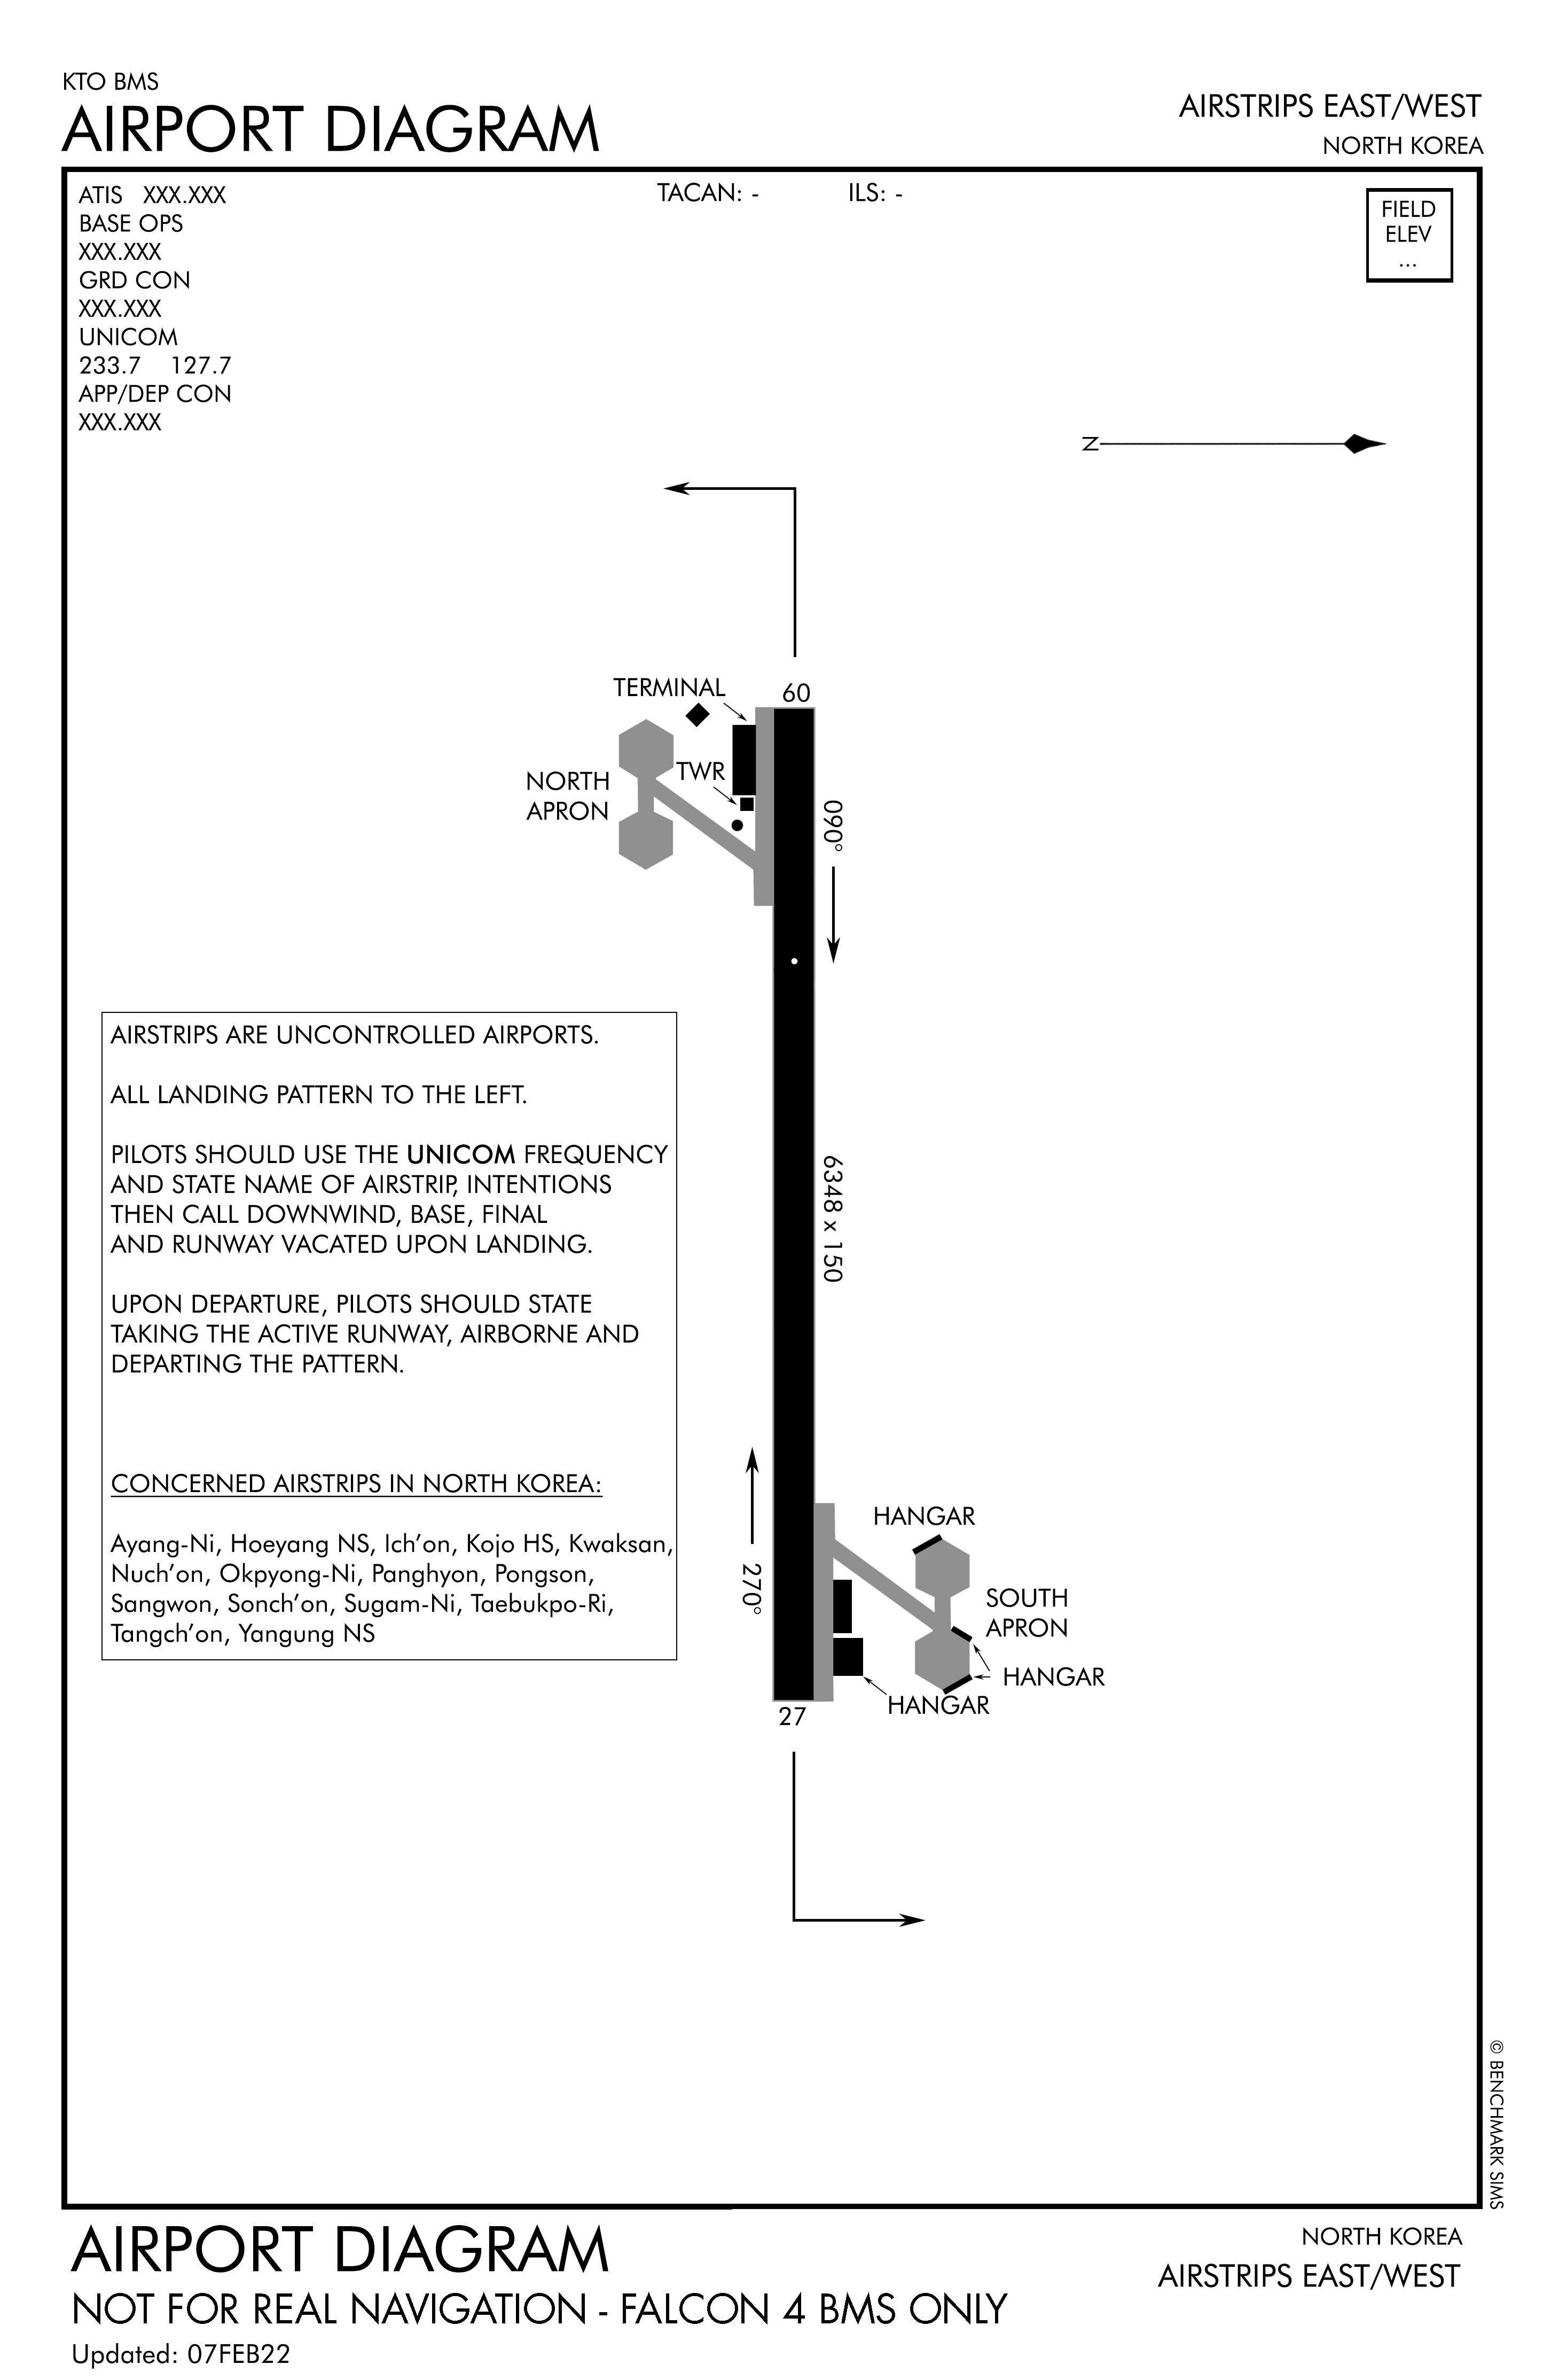 KTO BMS
AIRPORT DIAGRAM
AIRSTRIPS EAST/WEST
NORTH KOREA
ATIS XXX.XXX
BASE OPS
XXX.XXX
GRD CON
XXX.XXX
UNICOM
233.7 127.7
APP/DEP CON
XXX.XXX
TACAN: -
ILS: -
FIELD
ELEV
...
N
60
TERMINAL
TWR
NORTH
APRON
090°
6348 x 150
AIRSTRIPS ARE UNCONTROLLED AIRPORTS.
ALL LANDING PATTERN TO THE LEFT.
PILOTS SHOULD USE THE UNICOM FREQUENCY
AND STATE NAME OF AIRSTRIP, INTENTIONS
THEN CALL DOWNWIND, BASE, FINAL
AND RUNWAY VACATED UPON LANDING.
UPON DEPARTURE, PILOTS SHOULD STATE
TAKING THE ACTIVE RUNWAY, AIRBORNE AND
DEPARTING THE PATTERN.
CONCERNED AIRSTRIPS IN NORTH KOREA:
Ayang-Ni, Hoeyang NS, Ich'on, Kojo HS, Kwaksan,
Nuch'on, Okpyong-Ni, Panghyon, Pongson,
Sangwon, Sonch'on, Sugam-Ni, Taebukpo-Ri,
Tangch'on, Yangung NS
270°
HANGAR
SOUTH
APRON
HANGAR
HANGAR
27
© BENCHMARK SIMS
AIRPORT DIAGRAM
NOT FOR REAL NAVIGATION - FALCON 4 BMS ONLY
Updated: 07FEB22
NORTH KOREA
AIRSTRIPS EAST/WEST